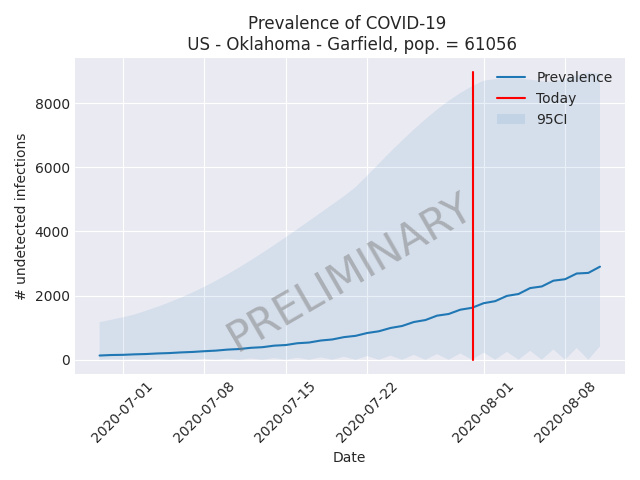 Prevalence of COVID-19
US - Oklahoma - Garfield, pop. = 61056
Prevalence
Today
95CI
PRELIMINARY
# undetected infections
8000
6000
4000
2000
0
2020-07-01
2020-07-08
2020-07-15
2020-07-22
2020-08-01
2020-08-08
Date